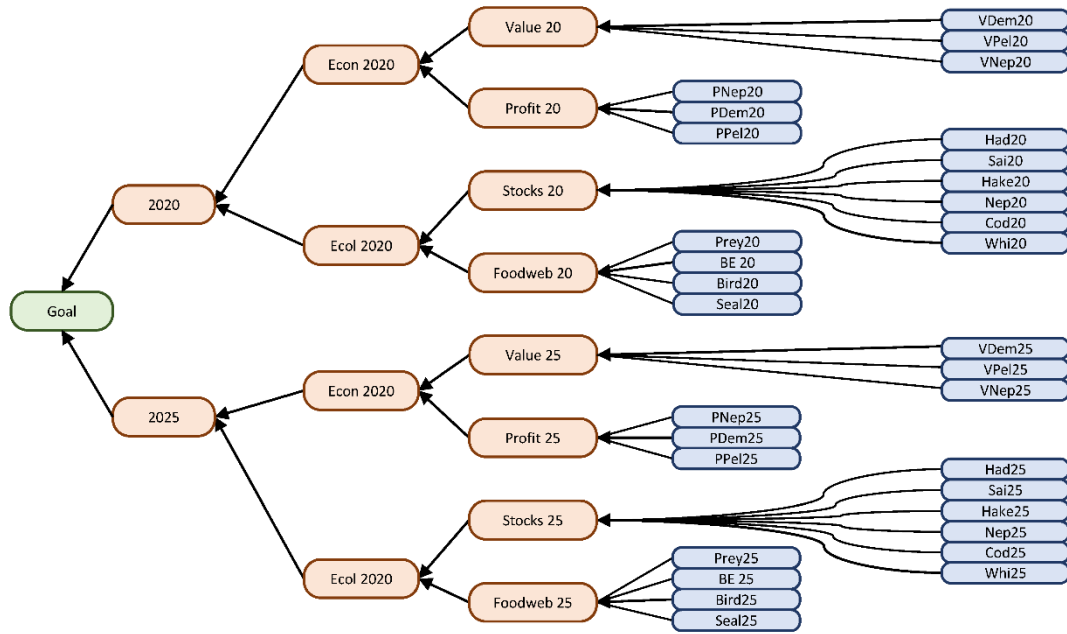 Value 20
VDem20
VPel20
VNep20
Econ 2020
Profit 20
PNep20
PDem20
PPel20
2020
Stocks 20
Had20
Sai20
Hake20
Nep20
Cod20
Whi20
Ecol 2020
Foodweb 20
Prey20
BE 20
Bird20
Seal20
Goal
Value 25
VDem25
VPel25
VNep25
Econ 2020
Profit 25
PNep25
PDem25
PPel25
2025
Stocks 25
Had25
Sai25
Hake25
Nep25
Cod25
Whi25
Ecol 2020
Foodweb 25
Prey25
BE 25
Bird25
Seal25